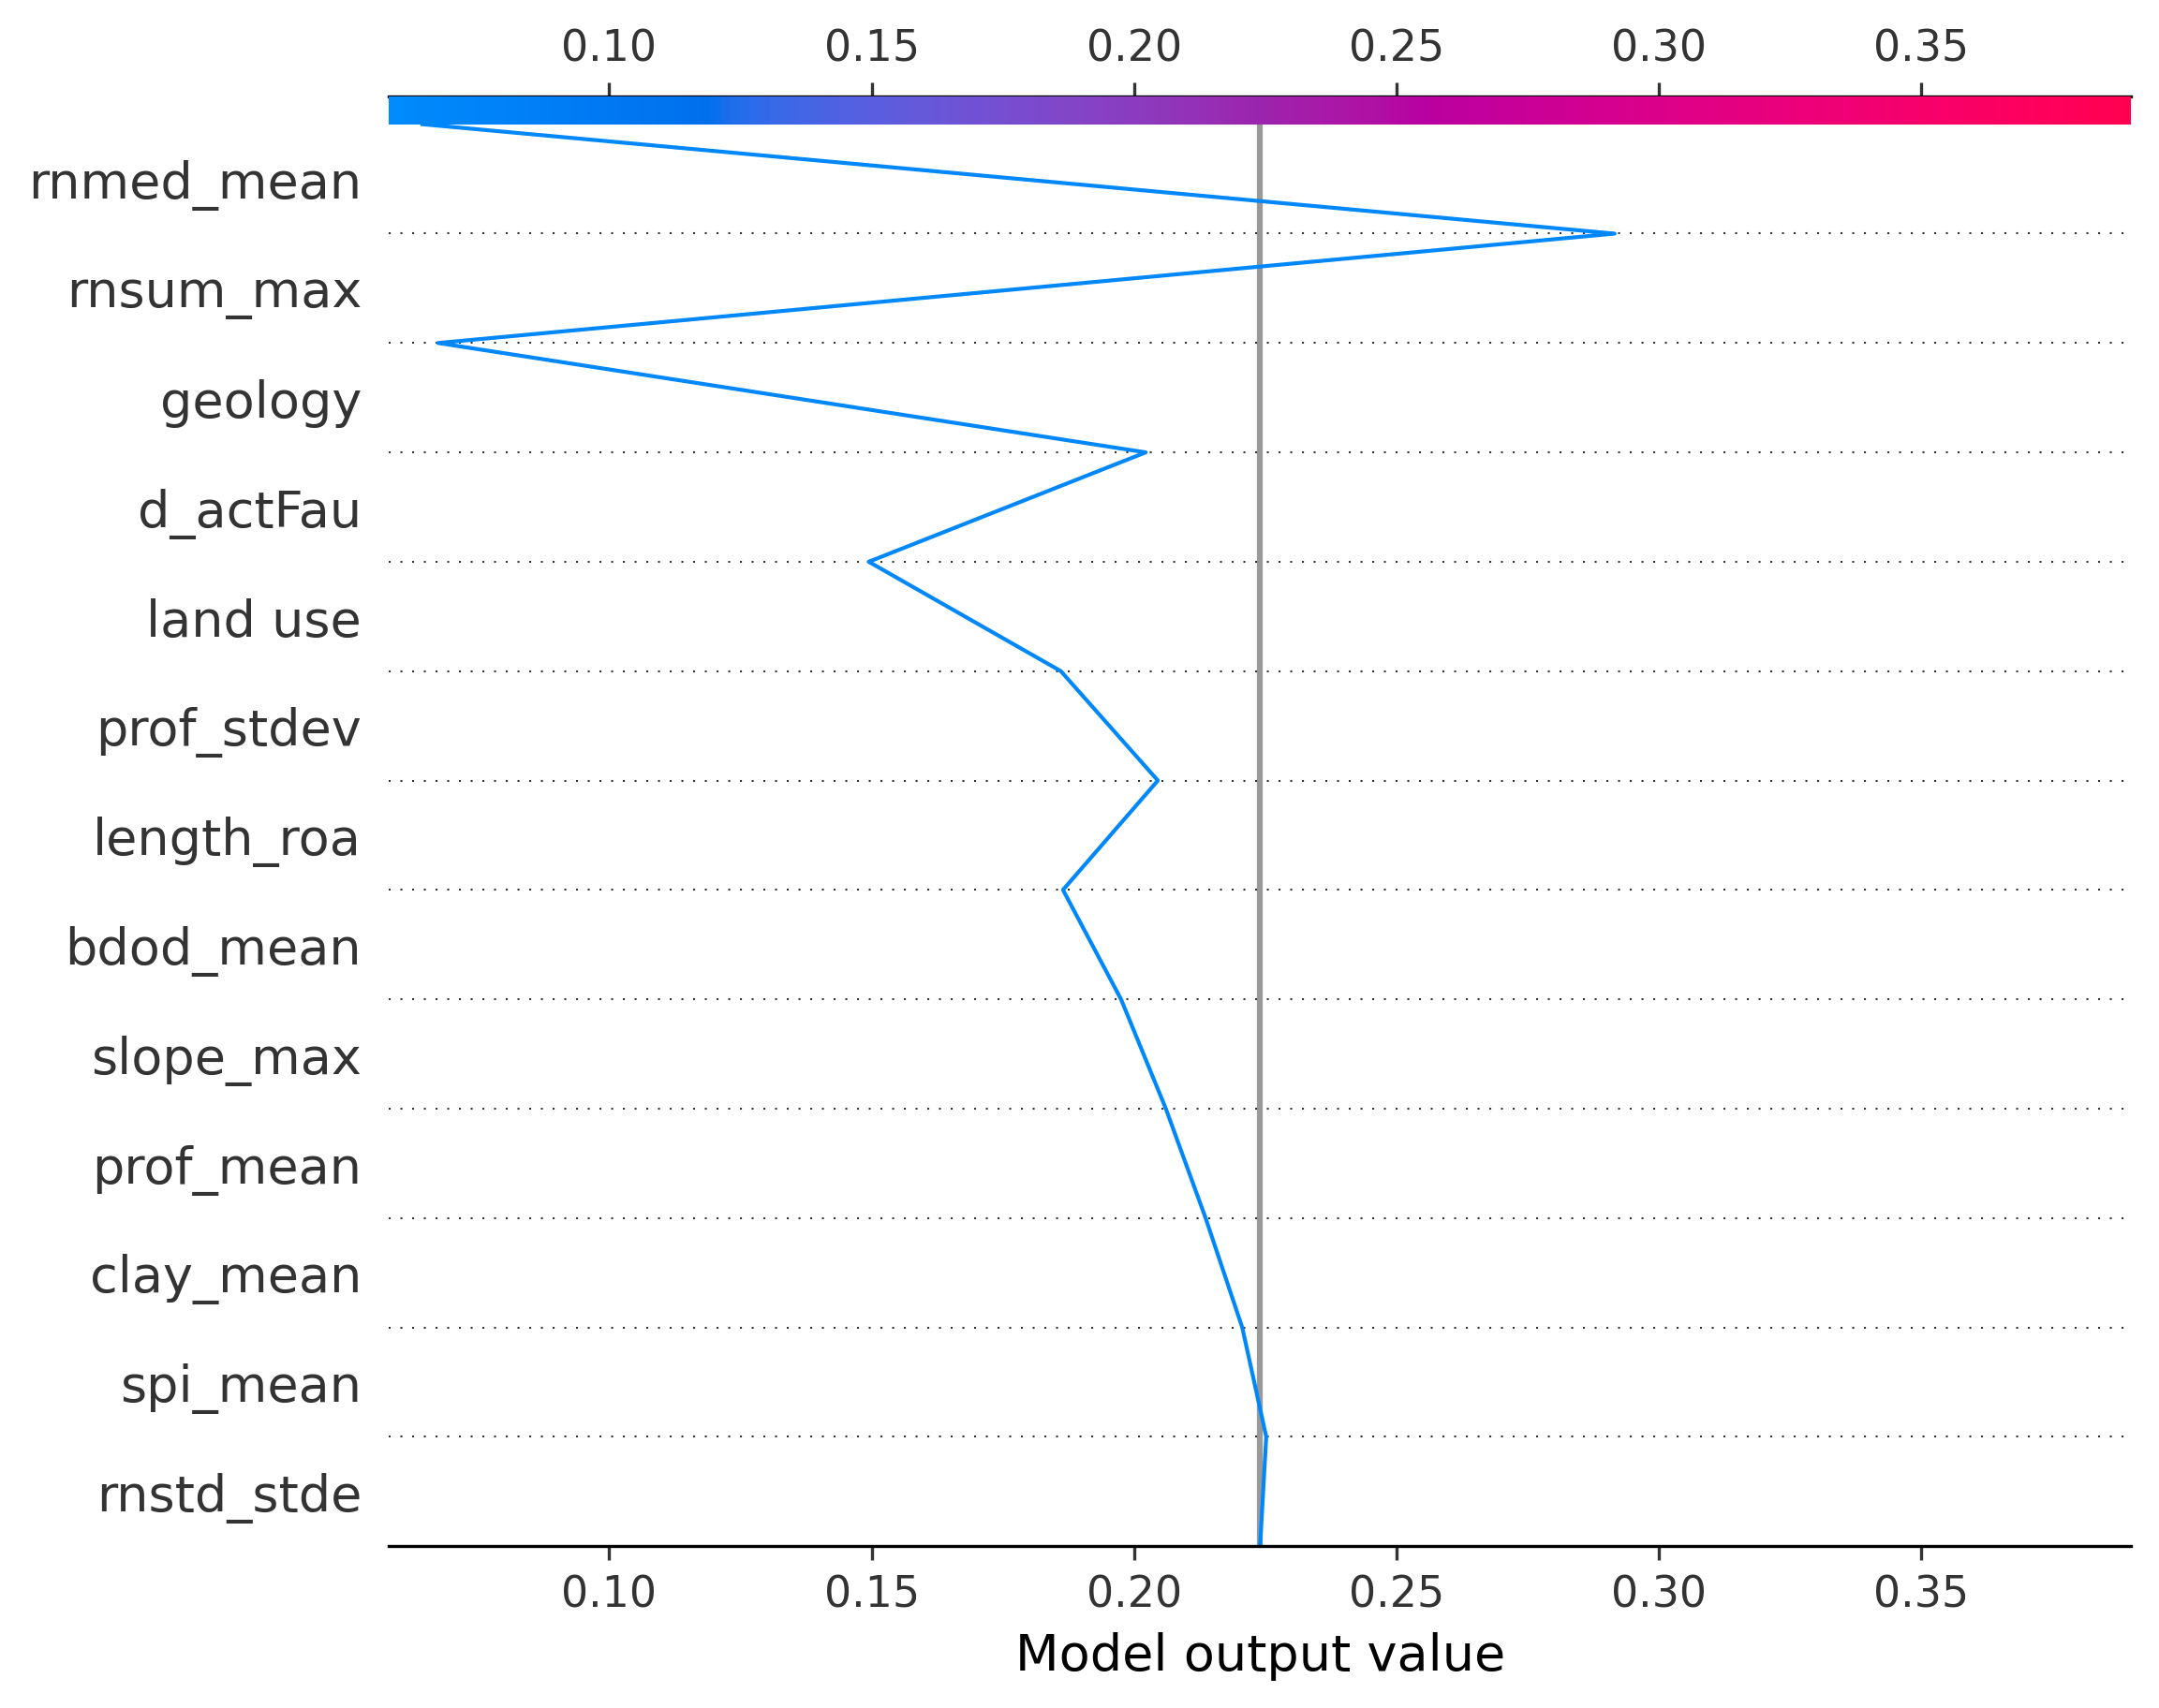 0.10 0.15 0.20 0.25 0.30 0.35
rnmed_mean
rnsum_max
geology
d_actFau
land use
prof_stdev
length_roa
bdod_mean
slope_max
prof_mean
clay_mean
spi_mean
rnstd_stde
0.10 0.15 0.20 0.25 0.30 0.35
Model output value